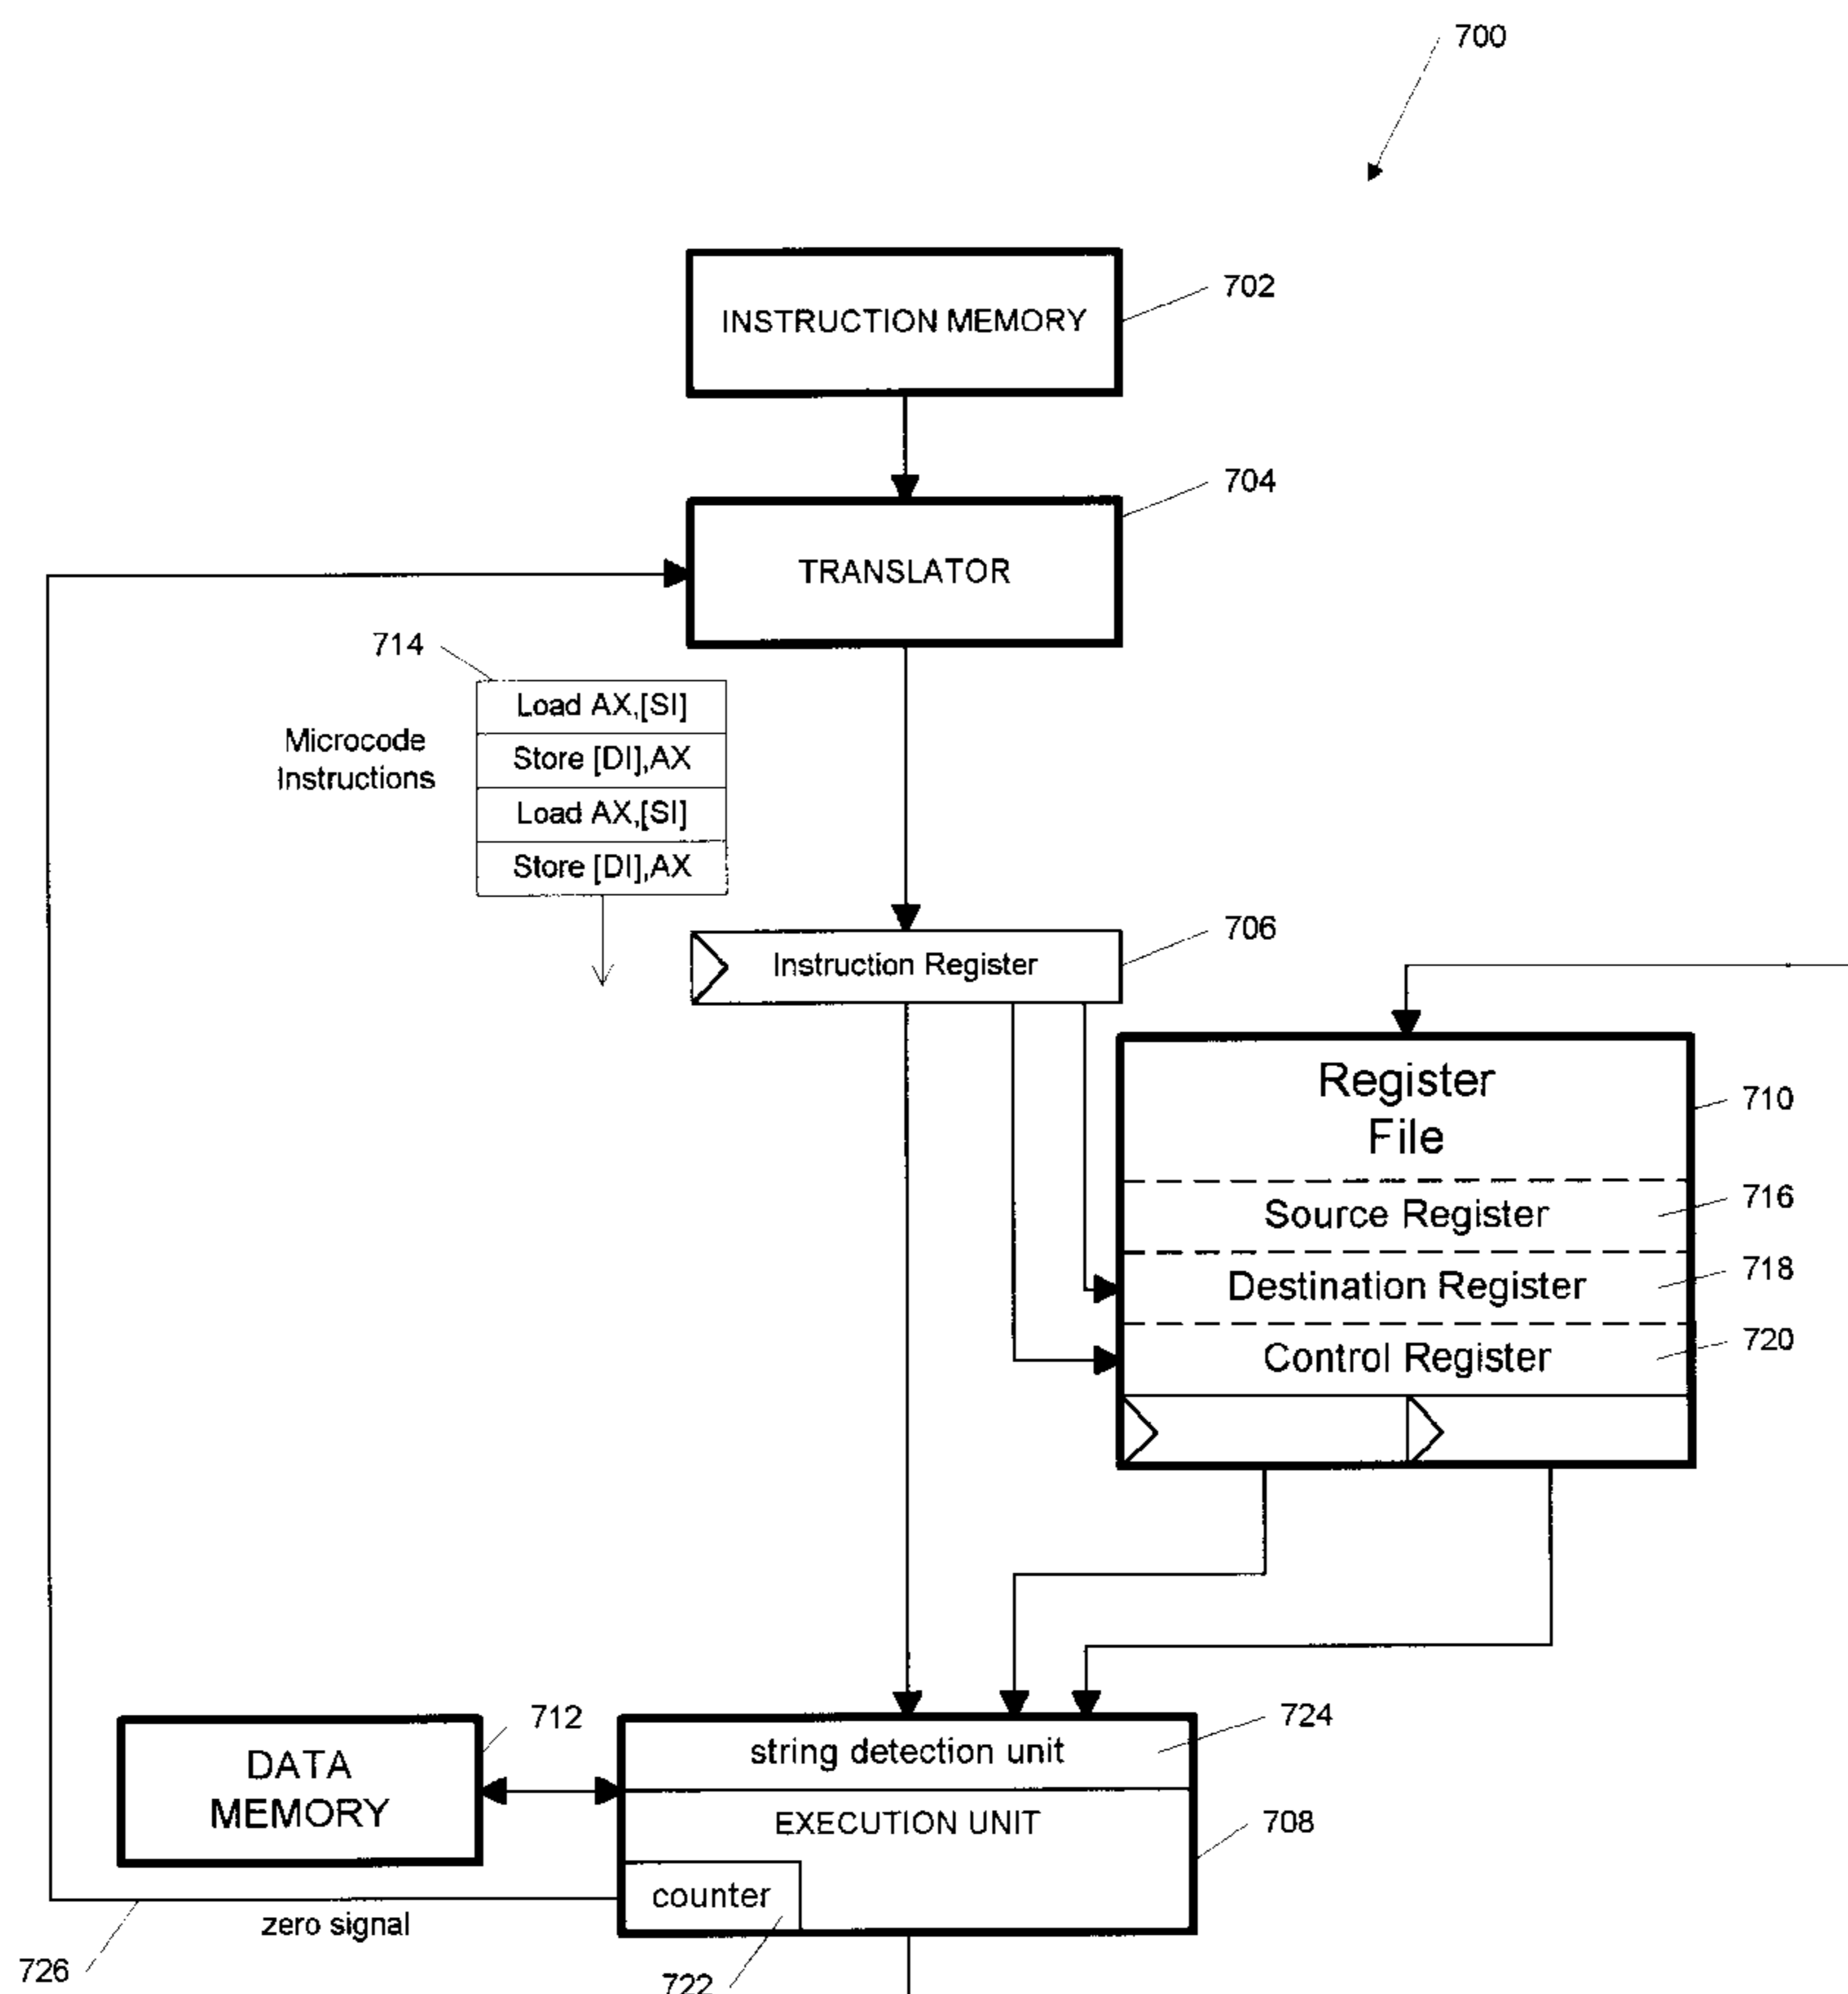 700
INSTRUCTION MEMORY
702
704
TRANSLATOR
714
Load AX,[SI]
Microcode
Instructions
Store [DI],AX
Load AX,[SI]
Store [DI],AX
706
Instruction Register
Register
File
710
Source Register
716
Destination Register
718
Control Register
720
712
724
string detection unit
DATA
MEMORY
EXECUTION UNIT
708
counter
zero signal
726
722